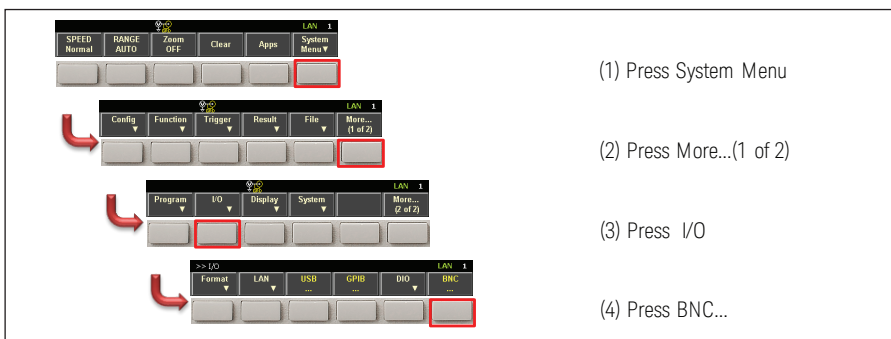 LAN 1
SPEED Normal RANGE AUTO Zoom OFF Clear Apps System Menu▼
(1) Press System Menu
LAN 1
Config ▼ Function ▼ Trigger ▼ Result ▼ File ▼ More... (1 of 2)
(2) Press More...(1 of 2)
LAN 1
Program ▼ I/O ▼ Display ▼ System ▼ More... (2 of 2)
(3) Press I/O
>> I/O LAN 1
Format ▼ LAN ▼ USB ... GPIB ... DIO ▼ BNC ...
(4) Press BNC...